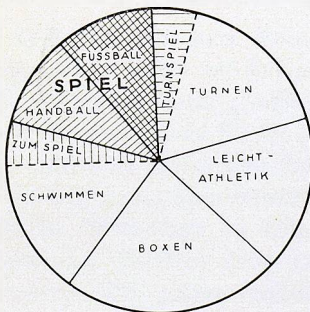 FUSSBALL
SPIEL
HANDBALL
ZUM SPIEL
SCHWIMMEN
BOXEN
LEICHT-
ATHLETIK
TURNEN
TURNSPIEL